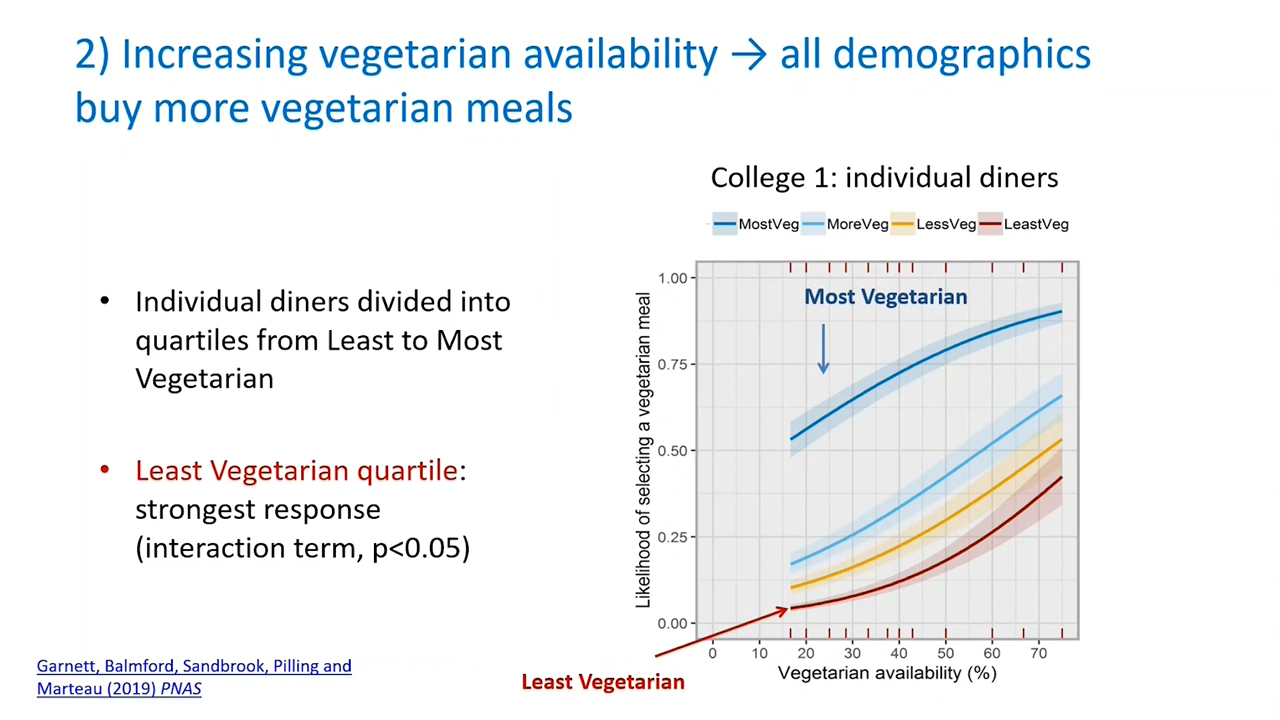 2) Increasing vegetarian availability → all demographics
buy more vegetarian meals
• Individual diners divided into
quartiles from Least to Most
Vegetarian
• Least Vegetarian quartile:
strongest response
(interaction term, p<0.05)
Garnett, Balmford, Sandbrook, Pilling and
Marteau (2019) PNAS
College 1: individual diners
MostVeg MoreVeg LessVeg LeastVeg
Likelihood of selecting a vegetarian meal
1.00
0.75
0.50
0.25
0.00
Most Vegetarian
0 10 20 30 40 50 60 70
Vegetarian availability (%)
Least Vegetarian